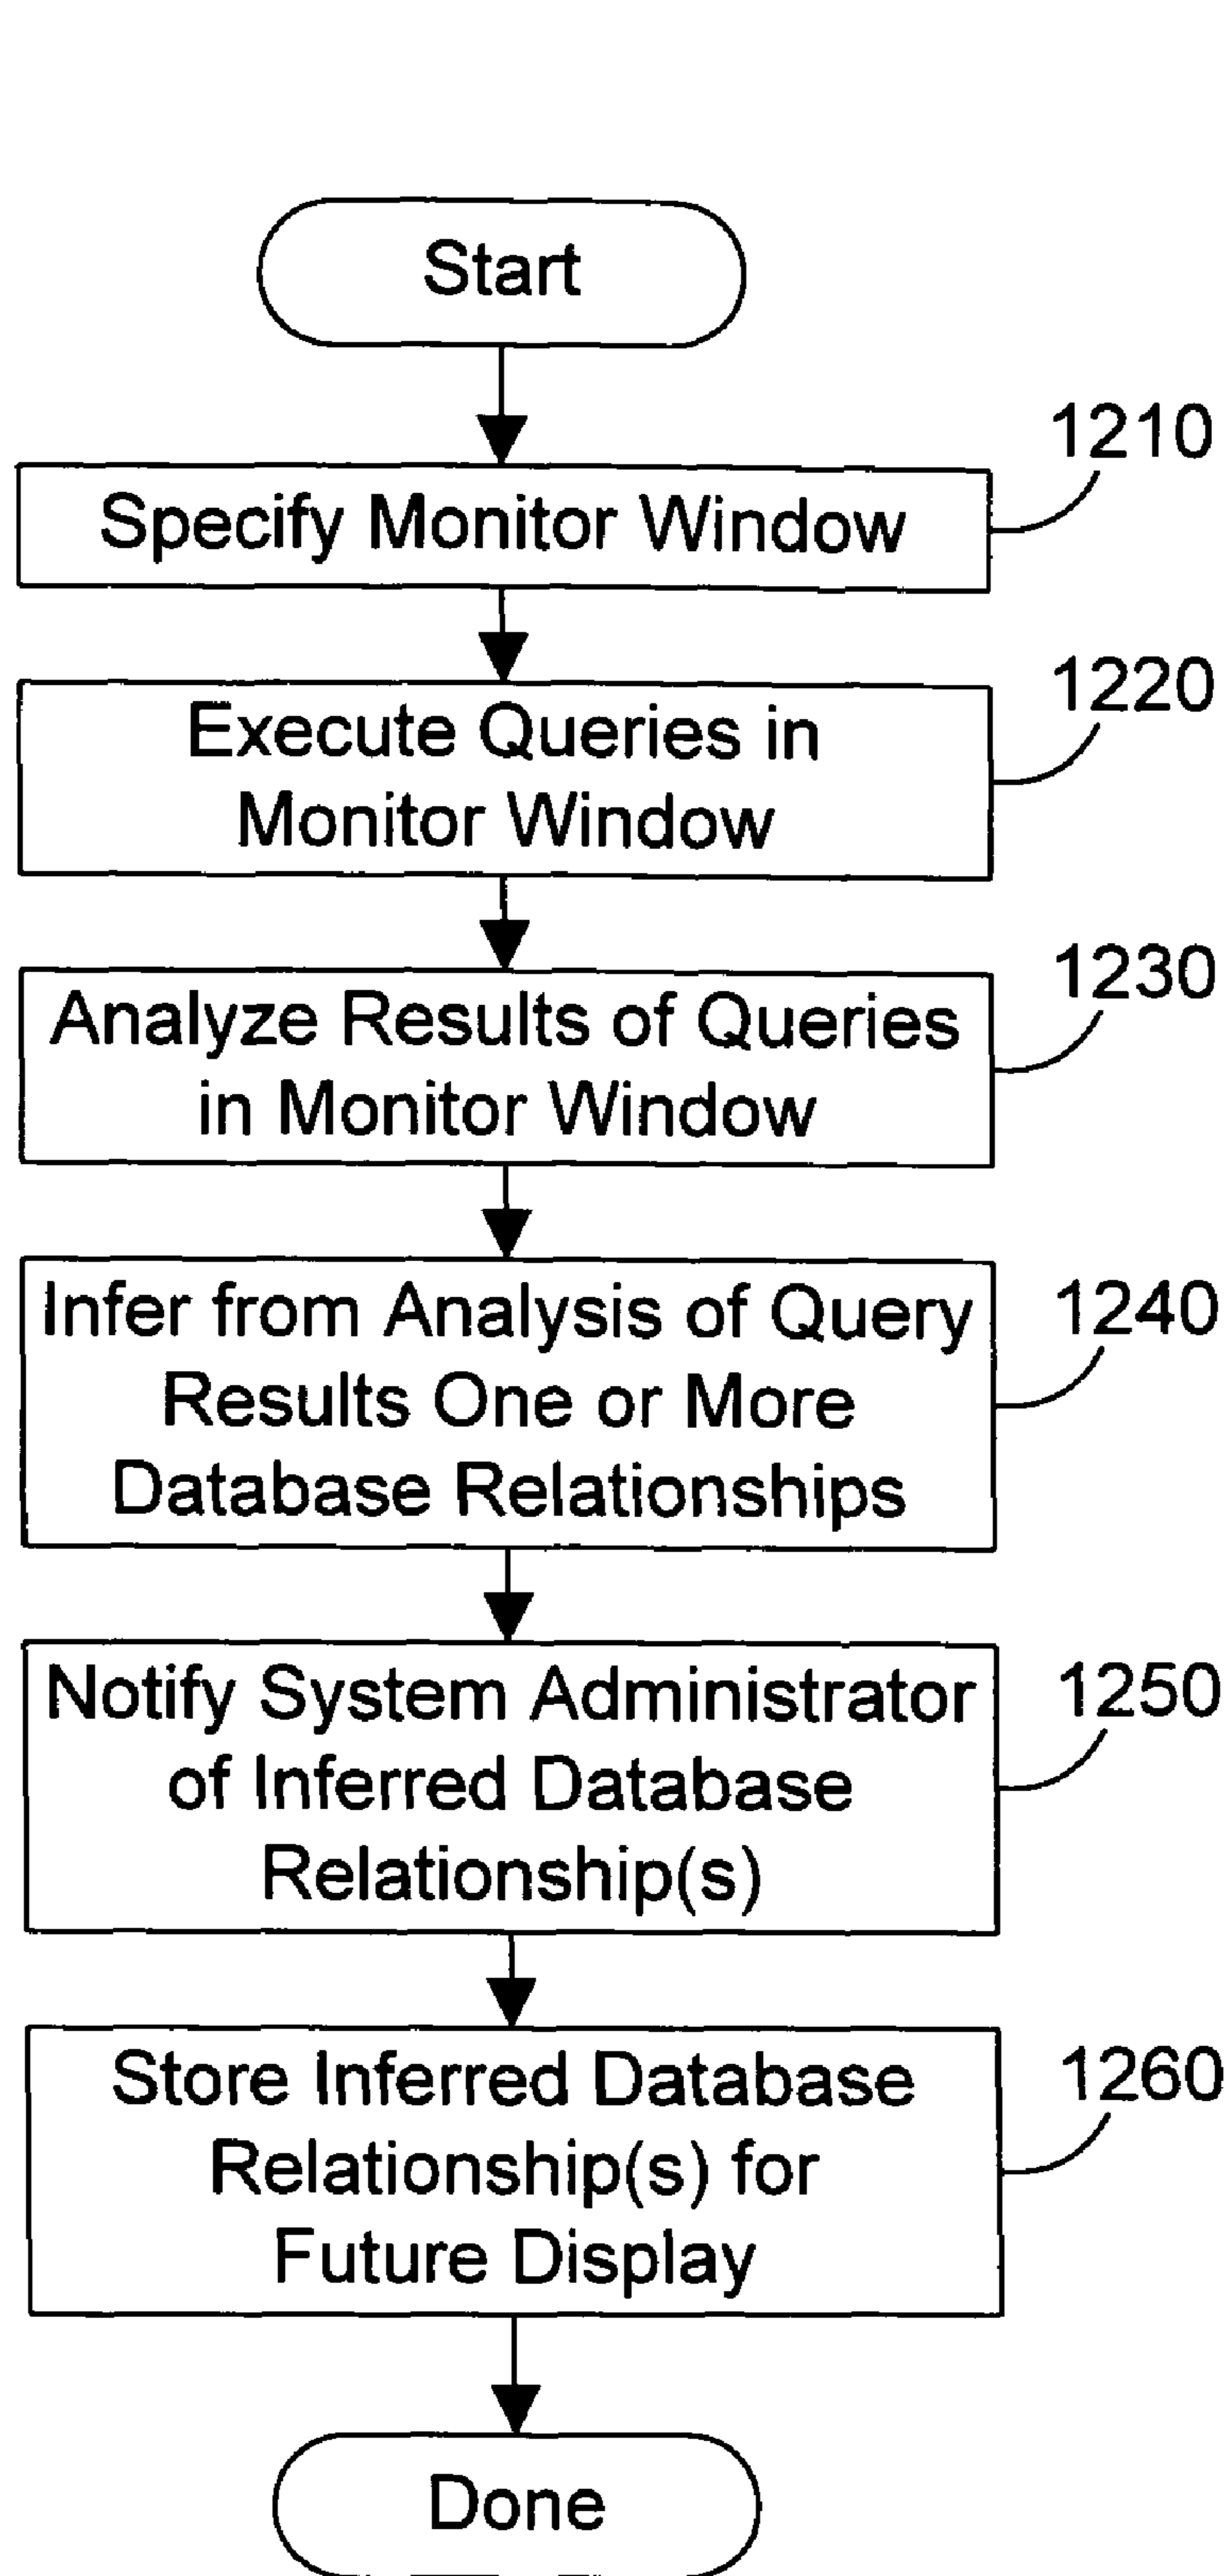 Start
1210
Specify Monitor Window
1220
Execute Queries in
Monitor Window
1230
Analyze Results of Queries
in Monitor Window
1240
Infer from Analysis of Query
Results One or More
Database Relationships
1250
Notify System Administrator
of Inferred Database
Relationship(s)
1260
Store Inferred Database
Relationship(s) for
Future Display
Done